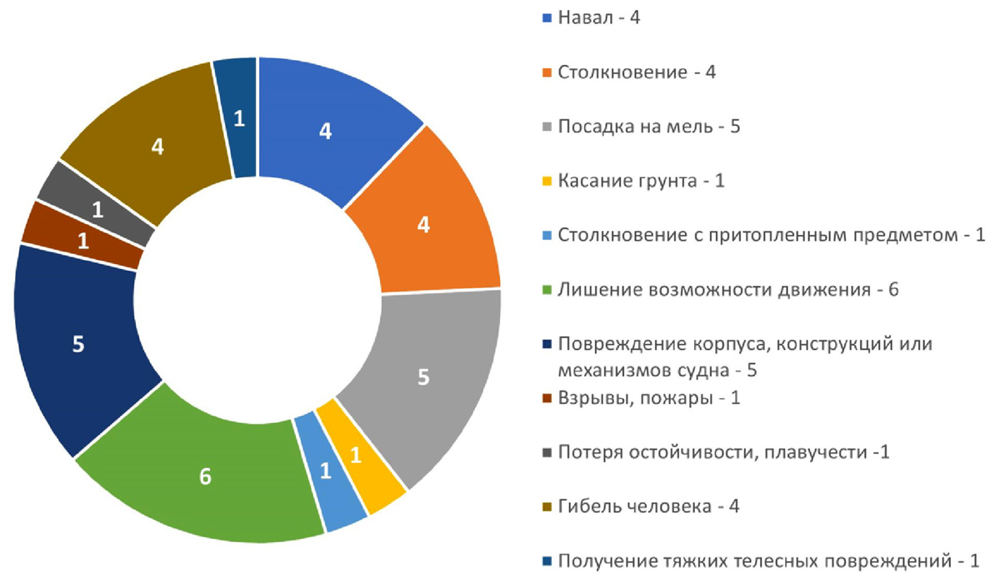 Навал - 4
Столкновение - 4
Посадка на мель - 5
Касание грунта - 1
Столкновение с притопленным предметом - 1
Лишение возможности движения - 6
Повреждение корпуса, конструкций или
механизмов судна - 5
Взрывы, пожары - 1
Потеря остойчивости, плавучести -1
Гибель человека - 4
Получение тяжких телесных повреждений - 1
4
4
5
1
1
6
5
1
1
4
1